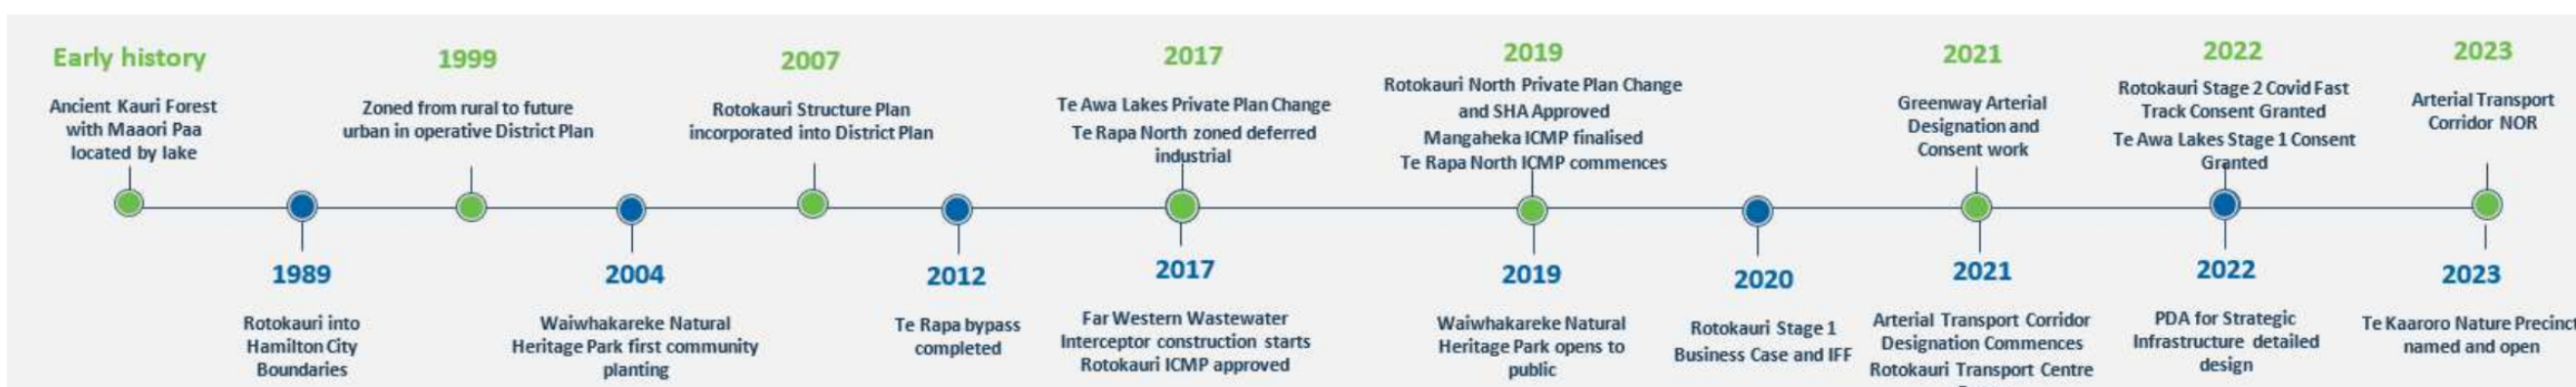 Early history
Ancient Kauri Forest
with Maaori Paa
located by lake
1989
Rotokauri into
Hamilton City
Boundaries
1999
Zoned from rural to future
urban in operative District Plan
2004
Waiwhakareke Natural
Heritage Park first community
planting
2007
Rotokauri Structure Plan
incorporated into District Plan
2012
Te Rapa bypass
completed
2017
Te Awa Lakes Private Plan Change
Te Rapa North zoned deferred
industrial
2017
Far Western Wastewater
Interceptor construction starts
Rotokauri ICMP approved
2019
Rotokauri North Private Plan Change
and SHA Approved
Mangaheka ICMP finalised
Te Rapa North ICMP commences
2019
Waiwhakareke Natural
Heritage Park opens to
public
2020
Rotokauri Stage 1
Business Case and IFF
2021
Greenway Arterial
Designation and
Consent work
2021
Arterial Transport Corridor
Designation Commences
Rotokauri Transport Centre
2022
Rotokauri Stage 2 Covid Fast
Track Consent Granted
Te Awa Lakes Stage 1 Consent
Granted
2022
PDA for Strategic
Infrastructure detailed
design
2023
Arterial Transport
Corridor NOR
2023
Te Kaaroro Nature Precinct
named and open